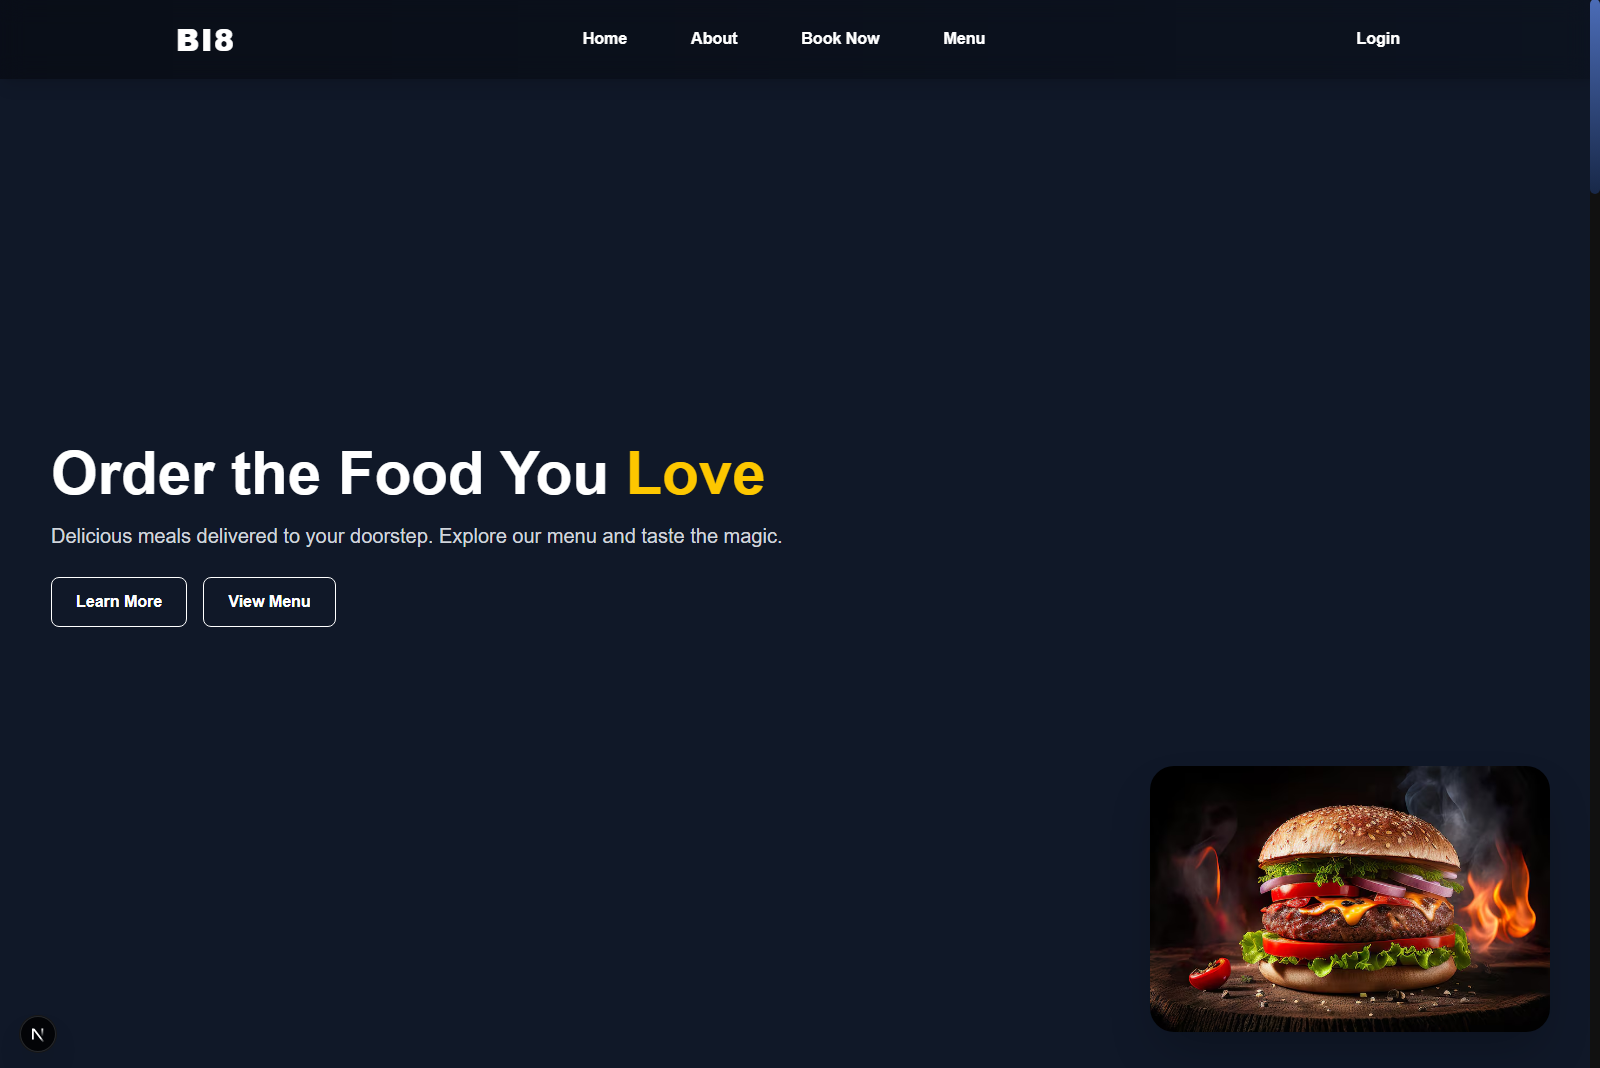 BI8
Home
About
Book Now
Menu
Login
Order the Food You Love
Delicious meals delivered to your doorstep. Explore our menu and taste the magic.
Learn More
View Menu
N